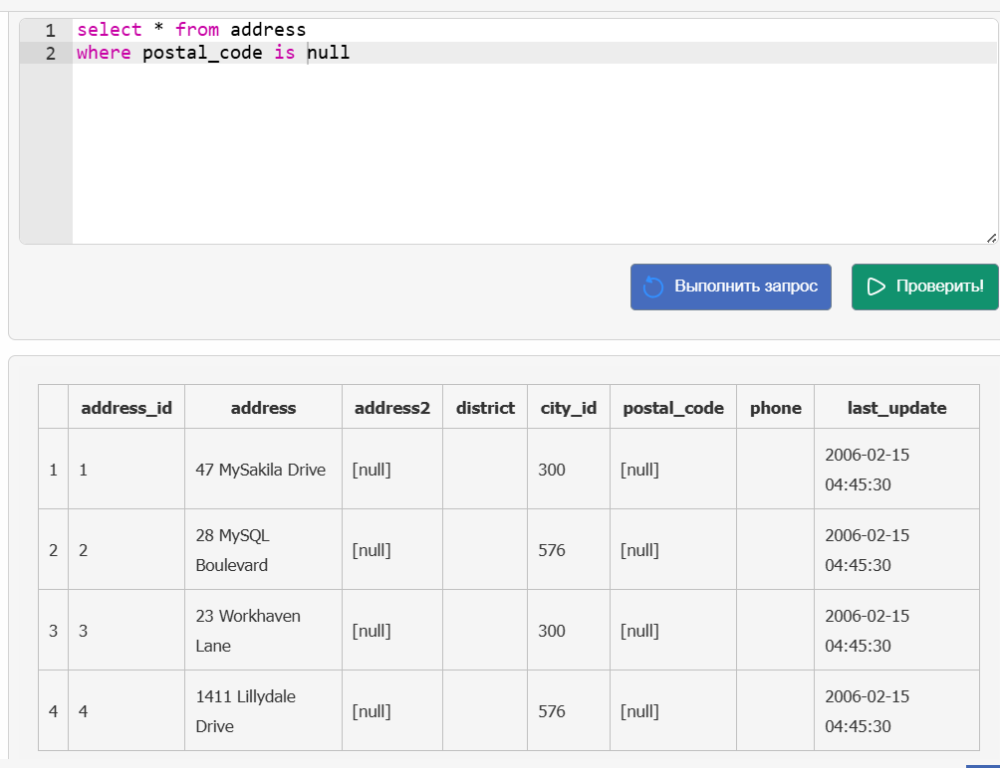 1 select * from address
2 where postal_code is null
Выполнить запрос
Проверить!
address_id address address2 district city_id postal_code phone last_update
1 1 47 MySakila Drive [null] 300 [null] 2006-02-15
04:45:30
2 2 28 MySQL
Boulevard [null] 576 [null] 2006-02-15
04:45:30
3 3 23 Workhaven
Lane [null] 300 [null] 2006-02-15
04:45:30
4 4 1411 Lillydale
Drive [null] 576 [null] 2006-02-15
04:45:30